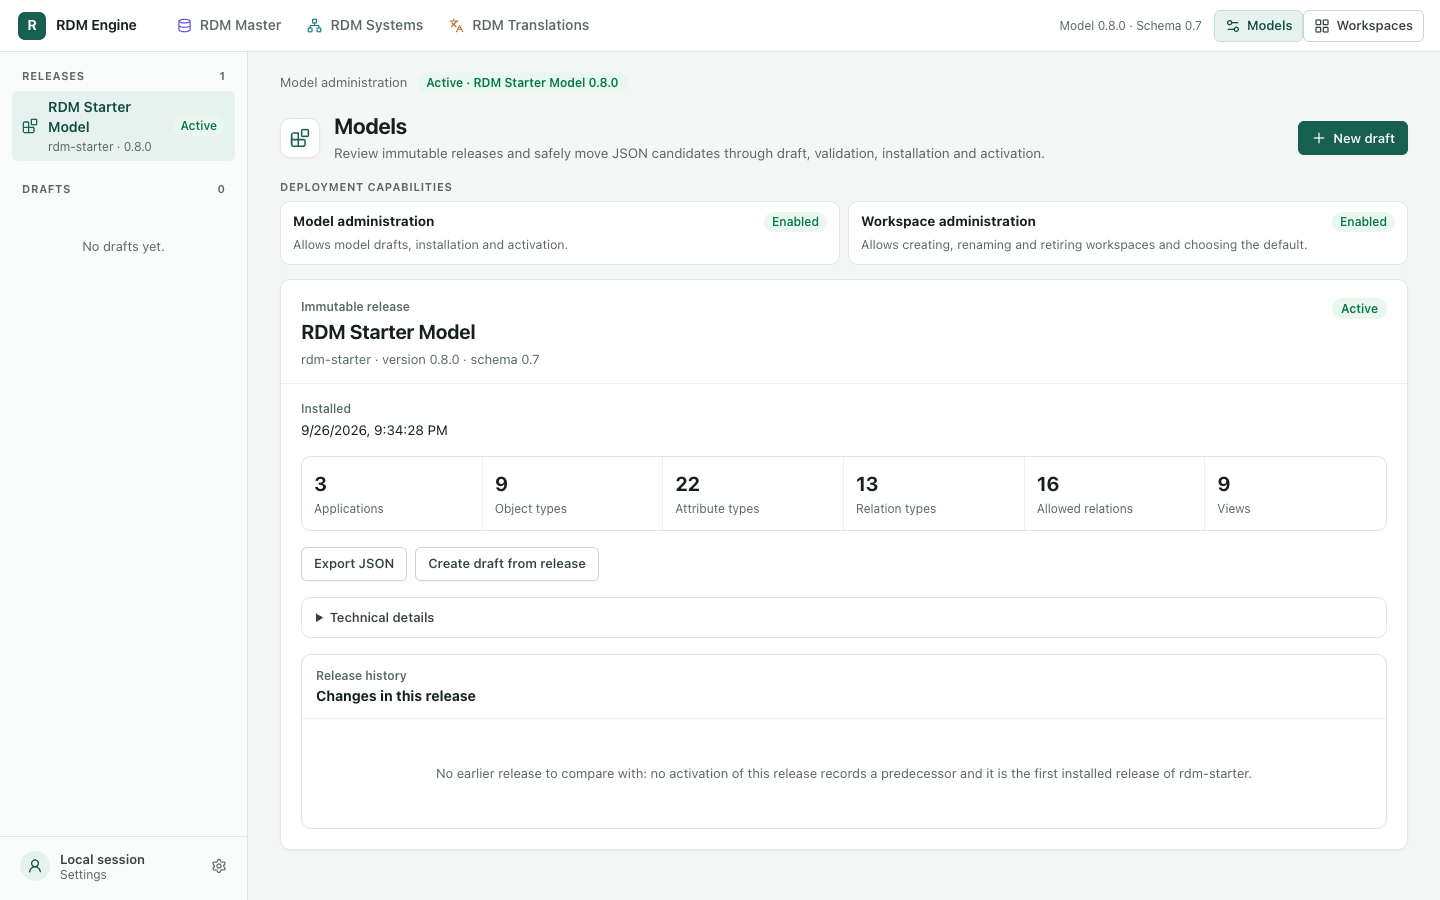 R RDM Engine RDM Master RDM Systems RDM Translations Model 0.8.0 · Schema 0.7 Models Workspaces
RELEASES 1
RDM Starter
Model
Active
rdm-starter · 0.8.0
DRAFTS 0
No drafts yet.
Local session
Settings
Model administration Active · RDM Starter Model 0.8.0
Models
Review immutable releases and safely move JSON candidates through draft, validation, installation and activation.
New draft
DEPLOYMENT CAPABILITIES
Model administration Enabled
Allows model drafts, installation and activation.
Workspace administration Enabled
Allows creating, renaming and retiring workspaces and choosing the default.
Immutable release Active
RDM Starter Model
rdm-starter · version 0.8.0 · schema 0.7
Installed
9/26/2026, 9:34:28 PM
3 9 22 13 16 9
Applications Object types Attribute types Relation types Allowed relations Views
Export JSON Create draft from release
Technical details
Release history
Changes in this release
No earlier release to compare with: no activation of this release records a predecessor and it is the first installed release of rdm-starter.